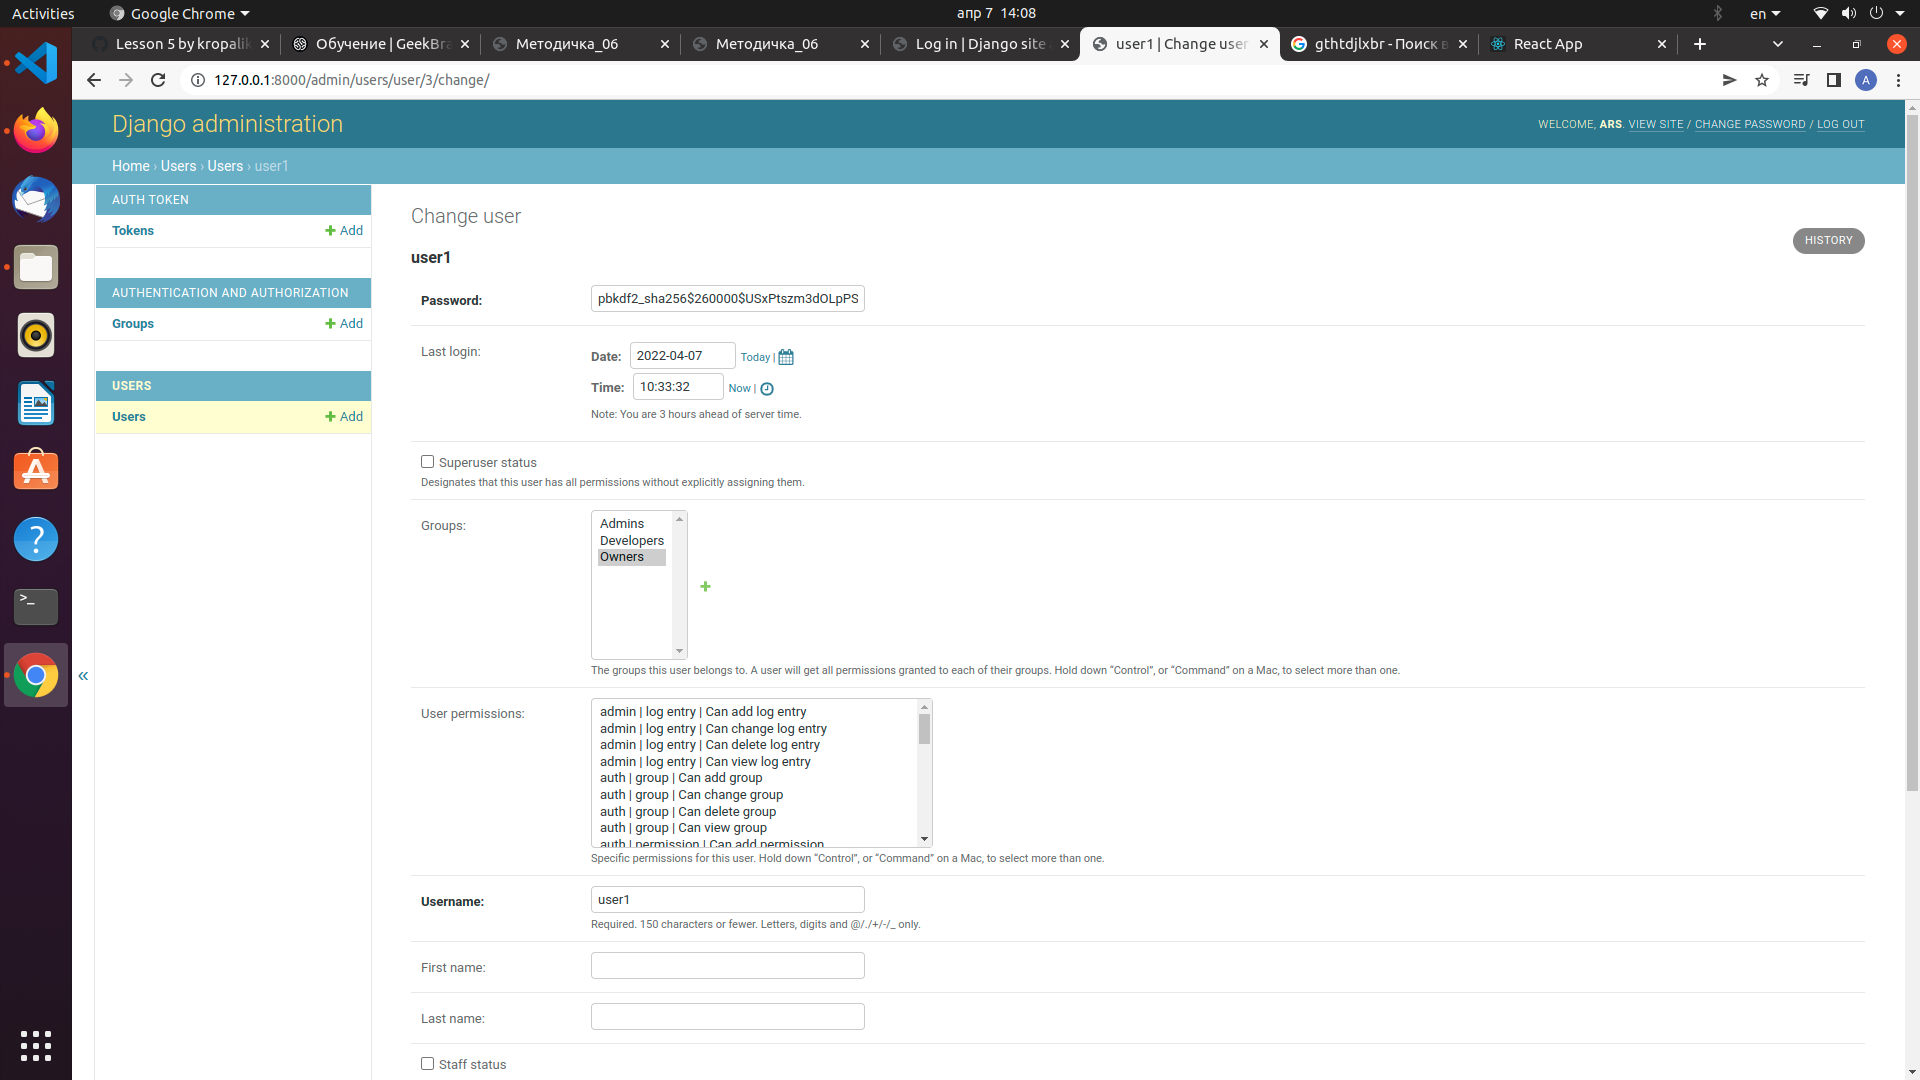 Activities
Google Chrome
апр 7 14:08
en
Lesson 5 by kropalik
Обучение | GeekBra
Методичка_06
Методичка_06
Log in | Django site
user1 | Change user
gthtdjlxbr - Поиск в
React App
127.0.0.1:8000/admin/users/user/3/change/
A
Django administration
WELCOME, ARS. VIEW SITE / CHANGE PASSWORD / LOG OUT
Home › Users › Users › user1
AUTH TOKEN
Tokens
Add
AUTHENTICATION AND AUTHORIZATION
Groups
Add
USERS
Users
Add
«
Change user
HISTORY
user1
Password:
pbkdf2_sha256$260000$USxPtszm3dOLpPS
Last login:
Date:
2022-04-07
Today |
Time:
10:33:32
Now |
Note: You are 3 hours ahead of server time.
Superuser status
Designates that this user has all permissions without explicitly assigning them.
Groups:
Admins
Developers
Owners
The groups this user belongs to. A user will get all permissions granted to each of their groups. Hold down “Control”, or “Command” on a Mac, to select more than one.
User permissions:
admin | log entry | Can add log entry
admin | log entry | Can change log entry
admin | log entry | Can delete log entry
admin | log entry | Can view log entry
auth | group | Can add group
auth | group | Can change group
auth | group | Can delete group
auth | group | Can view group
auth | permission | Can add permission
Specific permissions for this user. Hold down “Control”, or “Command” on a Mac, to select more than one.
Username:
user1
Required. 150 characters or fewer. Letters, digits and @/./+/-/_ only.
First name:
Last name:
Staff status